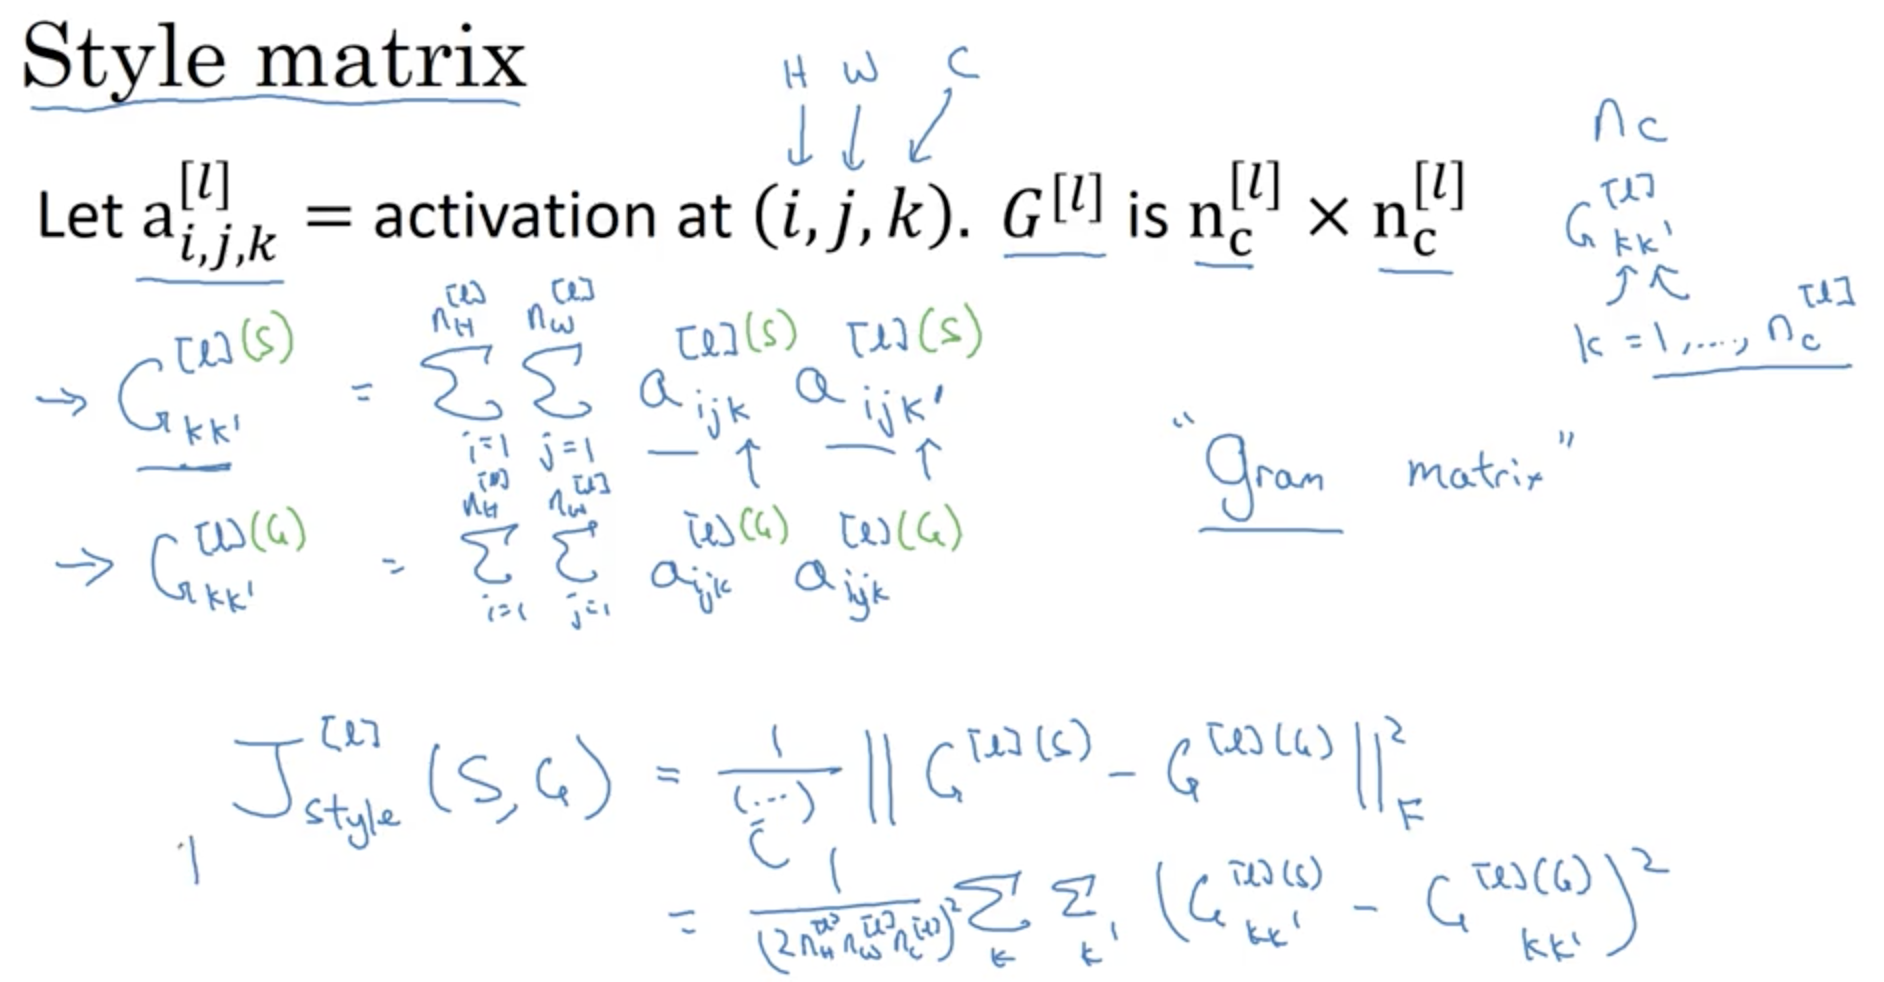 Style matrix
H W C
Let a^{[l]}_{i,j,k} = activation at (i, j, k). G^{[l]} is n_c^{[l]} × n_c^{[l]}
n_c
G^{[l]}_{kk'}
k = 1, ...., n_c^{[l]}
→ G^{[l](S)}_{kk'} = Σ_{i=1}^{n_H^{[l]}} Σ_{j=1}^{n_W^{[l]}} a^{[l](S)}_{ijk} a^{[l](S)}_{ijk'}
"Gram matrix"
→ G^{[l](G)}_{kk'} = Σ_{i=1}^{n_H^{[l]}} Σ_{j=1}^{n_W^{[l]}} a^{[l](G)}_{ijk} a^{[l](G)}_{ijk}
J^{[l]}_{style} (S, G) = 1/(...) || G^{[l](S)} - G^{[l](G)} ||^2_F
= 1/(2 n_H^{[l]} n_W^{[l]} n_c^{[l]})^2 Σ_k Σ_{k'} (G^{[l](S)}_{kk'} - G^{[l](G)}_{kk'})^2